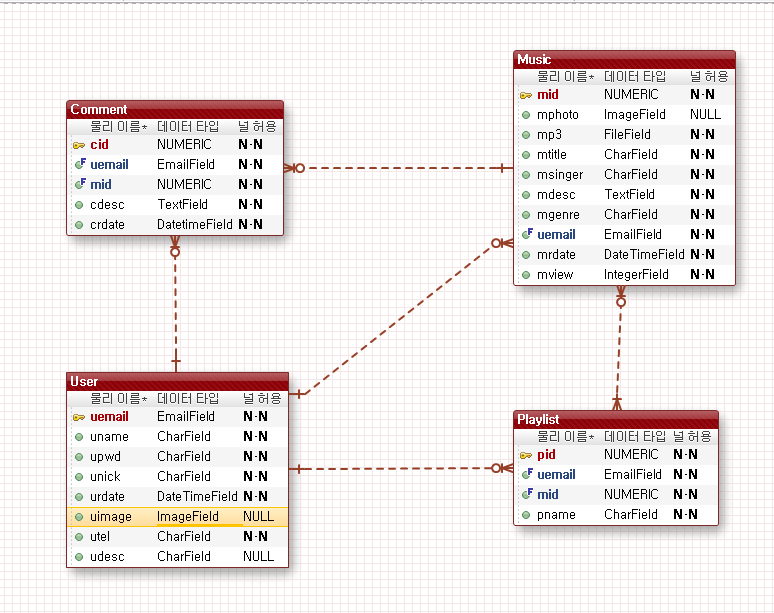 Music
물리 이름* 데이터 타입 널 허용
mid NUMERIC N-N
mphoto ImageField NULL
mp3 FileField N-N
mtitle CharField N-N
msinger CharField N-N
mdesc TextField N-N
mgenre CharField N-N
uemail EmailField N-N
mrdate DateTimeField N-N
mview IntegerField N-N
Comment
물리 이름* 데이터 타입 널 허용
cid NUMERIC N-N
uemail EmailField N-N
mid NUMERIC N-N
cdesc TextField N-N
crdate DatetimeField N-N
User
물리 이름* 데이터 타입 널 허용
uemail EmailField N-N
uname CharField N-N
upwd CharField N-N
unick CharField N-N
urdate DateTimeField N-N
uimage ImageField NULL
utel CharField N-N
udesc CharField NULL
Playlist
물리 이름* 데이터 타입 널 허용
pid NUMERIC N-N
uemail EmailField N-N
mid NUMERIC N-N
pname CharField N-N